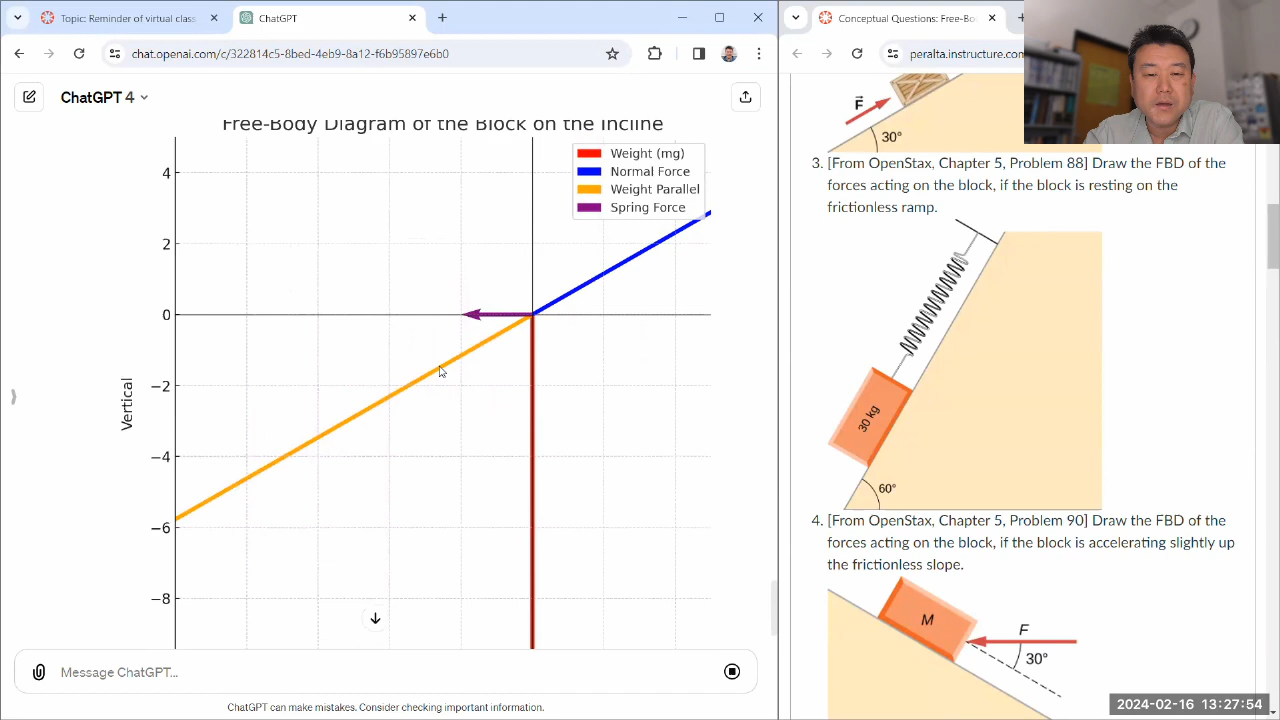 Topic: Reminder of virtual class
ChatGPT
chat.openai.com/c/322814c5-8bed-4eb9-8a12-f6b95897e6b0
ChatGPT 4
Free-Body Diagram of the Block on the Incline
Weight (mg)
Normal Force
Weight Parallel
Spring Force
4
2
0
−2
−4
−6
−8
Vertical
Message ChatGPT...
ChatGPT can make mistakes. Consider checking important information.
Conceptual Questions: Free-Bo
peralta.instructure.com
F
30°
3. [From OpenStax, Chapter 5, Problem 88] Draw the FBD of the
forces acting on the block, if the block is resting on the
frictionless ramp.
30 kg
60°
4. [From OpenStax, Chapter 5, Problem 90] Draw the FBD of the
forces acting on the block, if the block is accelerating slightly up
the frictionless slope.
M
F
30°
2024-02-16 13:27:54